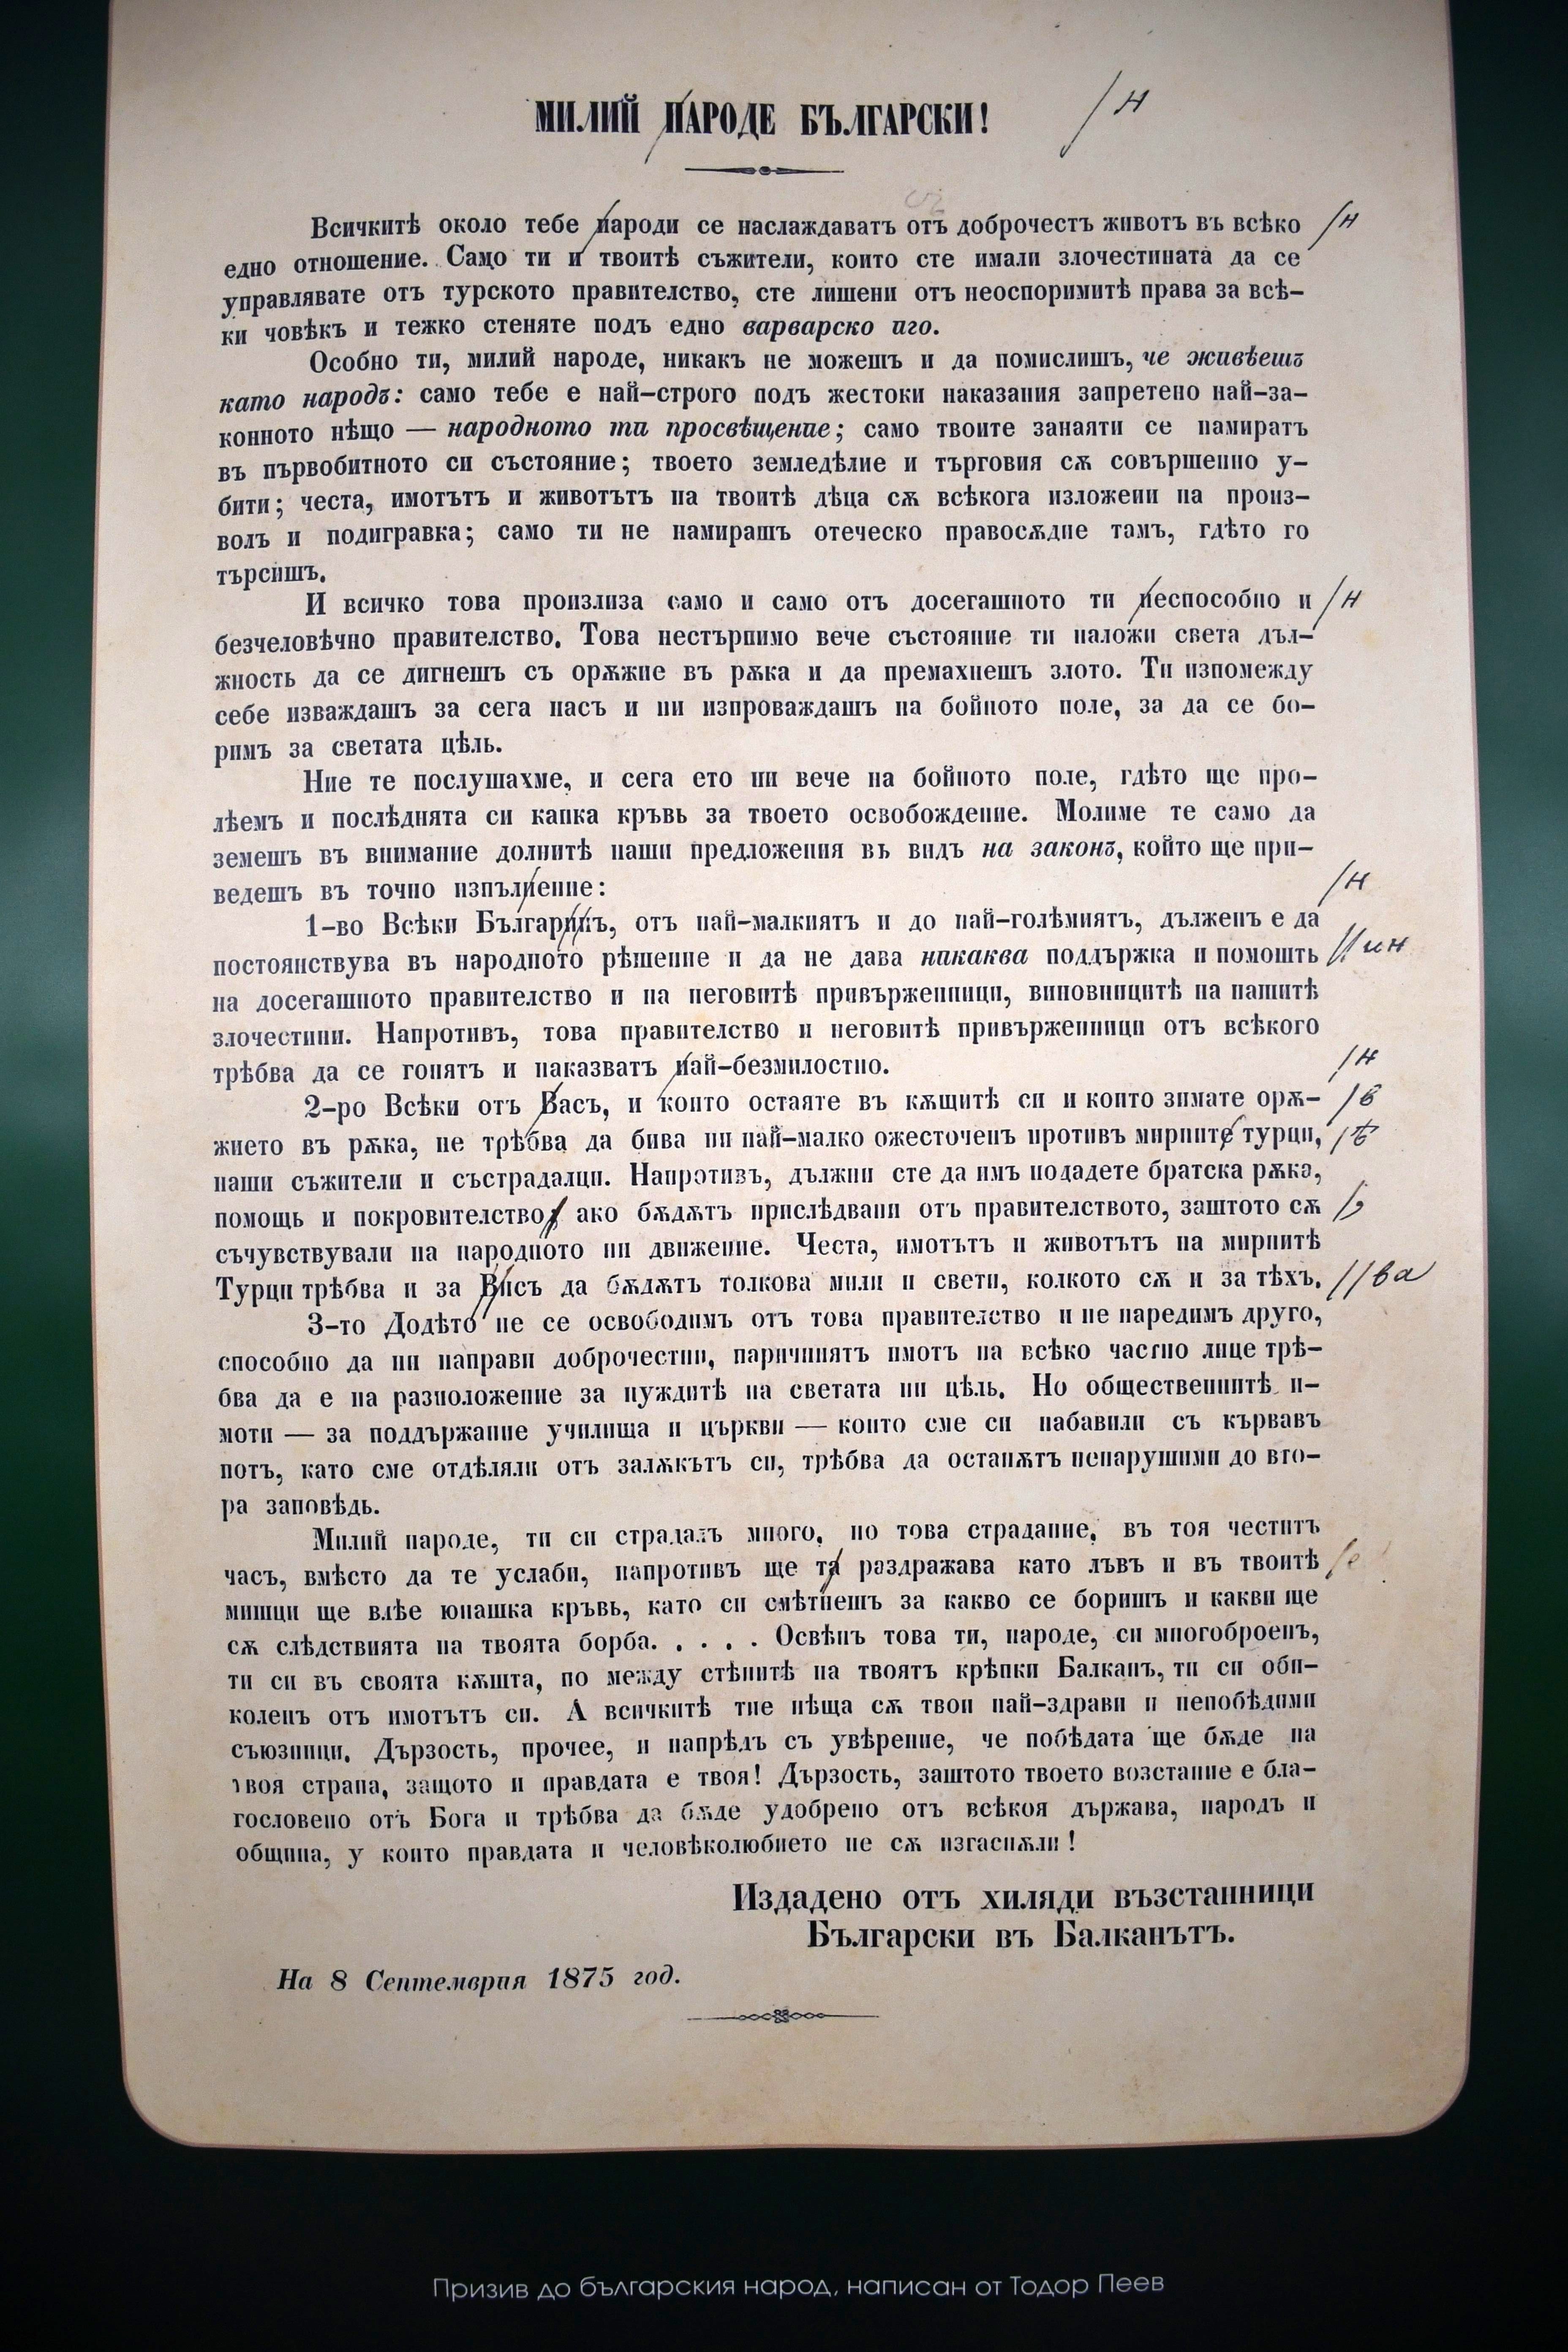 МИЛИЙ НАРОДЕ БЪЛГАРСКИ! /н
Всичкитѣ около тебе народи се наслаждаватъ отъ доброчестъ животъ въ всѣко /н
едно отношение. Само ти и твоитѣ съжители, които сте имали злочестината да се
управлявате отъ турското правителство, сте лишени отъ неоспоримитѣ права за всѣ-
ки човѣкъ и тежко стеняте подъ едно варварско иго.
Особно ти, милий народе, никакъ не можешъ и да помислишъ, че живѣешъ
като народъ: само тебе е най-строго подъ жестоки наказания запретено най-за-
конното нѣщо — народното ти просвѣщение; само твоите занаяти се намиратъ
въ първобитното си състояние; твоето земледѣлие и търговия сѫ совършенно у-
бити; честа, имотътъ и животътъ на твоитѣ дѣца сѫ всѣкога изложени на произ-
волъ и подигравка; само ти не намирашъ отеческо правосѫдие тамъ, гдѣто го
търсишъ.
И всичко това произлиза само и само отъ досегашното ти неспособно и /н
безчеловѣчно правителство. Това нестърпимо вече състояние ти наложи света дъл-
жность да се дигнешъ съ орѫжие въ рѫка и да премахнешъ злото. Ти изпомежду
себе изваждашъ за сега насъ и ни изпроваждашъ на бойното поле, за да се бо-
римъ за светата цѣль.
Ние те послушахме, и сега ето ни вече на бойното поле, гдѣто ще про-
лѣемъ и послѣднята си капка кръвь за твоето освобождение. Молиме те само да
земешъ въ внимание долнитѣ наши предложения вь видъ на законъ, който ще при-
ведешъ въ точно изпълнение: /н
1-во Всѣки Българинъ, отъ най-малкиятъ и до най-голѣмиятъ, длъженъ е да
постоянствува въ народното рѣшение и да не дава никаква поддържка и помошть //ин
на досегашното правителство и на неговитѣ привърженници, виновницитѣ на нашитѣ
злочестини. Напротивъ, това правителство и неговитѣ привърженници отъ всѣкого
трѣбва да се гонятъ и наказватъ най-безмилостно. /н
2-ро Всѣки отъ Васъ, и които остаяте въ кѫщитѣ си и които зимате орѫ- /в
жието въ рѫка, не трѣбва да бива ни най-малко ожесточенъ противъ мирните турци, /ѣ
наши съжители и състрадалци. Напротивъ, длъжни сте да имъ подадете братска рѫка,
помощь и покровителство, ако бѫдѫтъ прислѣдвани отъ правителството, заштото сѫ /,
съчувствували на народното ни движение. Честа, имотътъ и животътъ на мирнитѣ
Турци трѣбва и за Висъ да бѫдѫтъ толкова мили и свети, колкото сѫ и за тѣхъ. //ва
3-то Додѣто не се освободимъ отъ това правителство и не наредимъ друго,
способно да ни направи доброчестни, паричниятъ имотъ на всѣко частно лице трѣ-
бва да е на разположение за нуждитѣ на светата ни цѣль. Но общественнитѣ и-
моти — за поддържание училища и църкви — които сме си набавили съ кървавъ
потъ, като сме отдѣляли отъ залѫкътъ си, трѣбва да останѫтъ ненарушими до вто-
ра заповѣдь.
Милий народе, ти си страдалъ много, но това страдание, въ тоя честитъ
часъ, вмѣсто да те услаби, напротивъ ще та раздражава като лъвъ и въ твоитѣ /е
мишци ще влѣе юнашка кръвь, като си смѣтнешъ за какво се боришъ и какви ще
сѫ слѣдствията на твоята борба. . . . . Освѣнъ това ти, народе, си многоброенъ,
ти си въ своята кѫшта, по между стѣнитѣ на твоятъ крѣпки Балканъ, ти си оби-
коленъ отъ имотътъ си. А всичкитѣ тие нѣща сѫ твои най-здрави и непобѣдими
съюзници. Дързость, прочее, и напрѣдъ съ увѣрение, че побѣдата ще бѫде на
твоя страна, защото и правдата е твоя! Дързость, заштото твоето возстание е бла-
гословено отъ Бога и трѣбва да бѫде удобрено отъ всѣкоя държава, народъ и
община, у които правдата и человѣколюбието не сѫ изгаснѫли!
Издадено отъ хиляди възстанници
Български въ Балканътъ.
На 8 Септемврия 1875 год.
Призив до българския народ, написан от Тодор Пеев